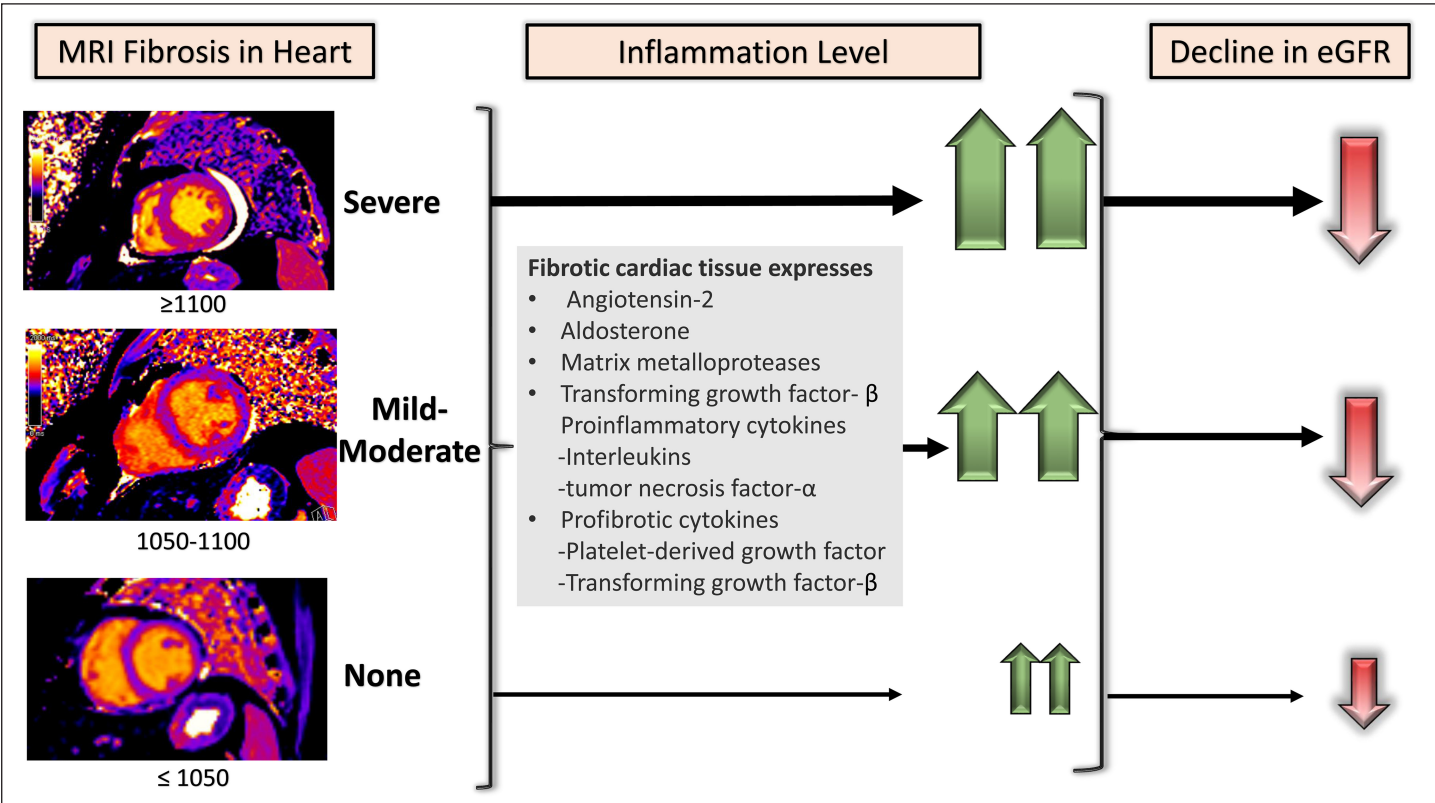 MRI Fibrosis in Heart
Inflammation Level
Decline in eGFR
Severe
≥1100
Fibrotic cardiac tissue expresses
• Angiotensin-2
• Aldosterone
• Matrix metalloproteases
• Transforming growth factor- β
Proinflammatory cytokines
-Interleukins
-tumor necrosis factor-α
• Profibrotic cytokines
-Platelet-derived growth factor
-Transforming growth factor-β
Mild-
Moderate
1050-1100
None
≤ 1050